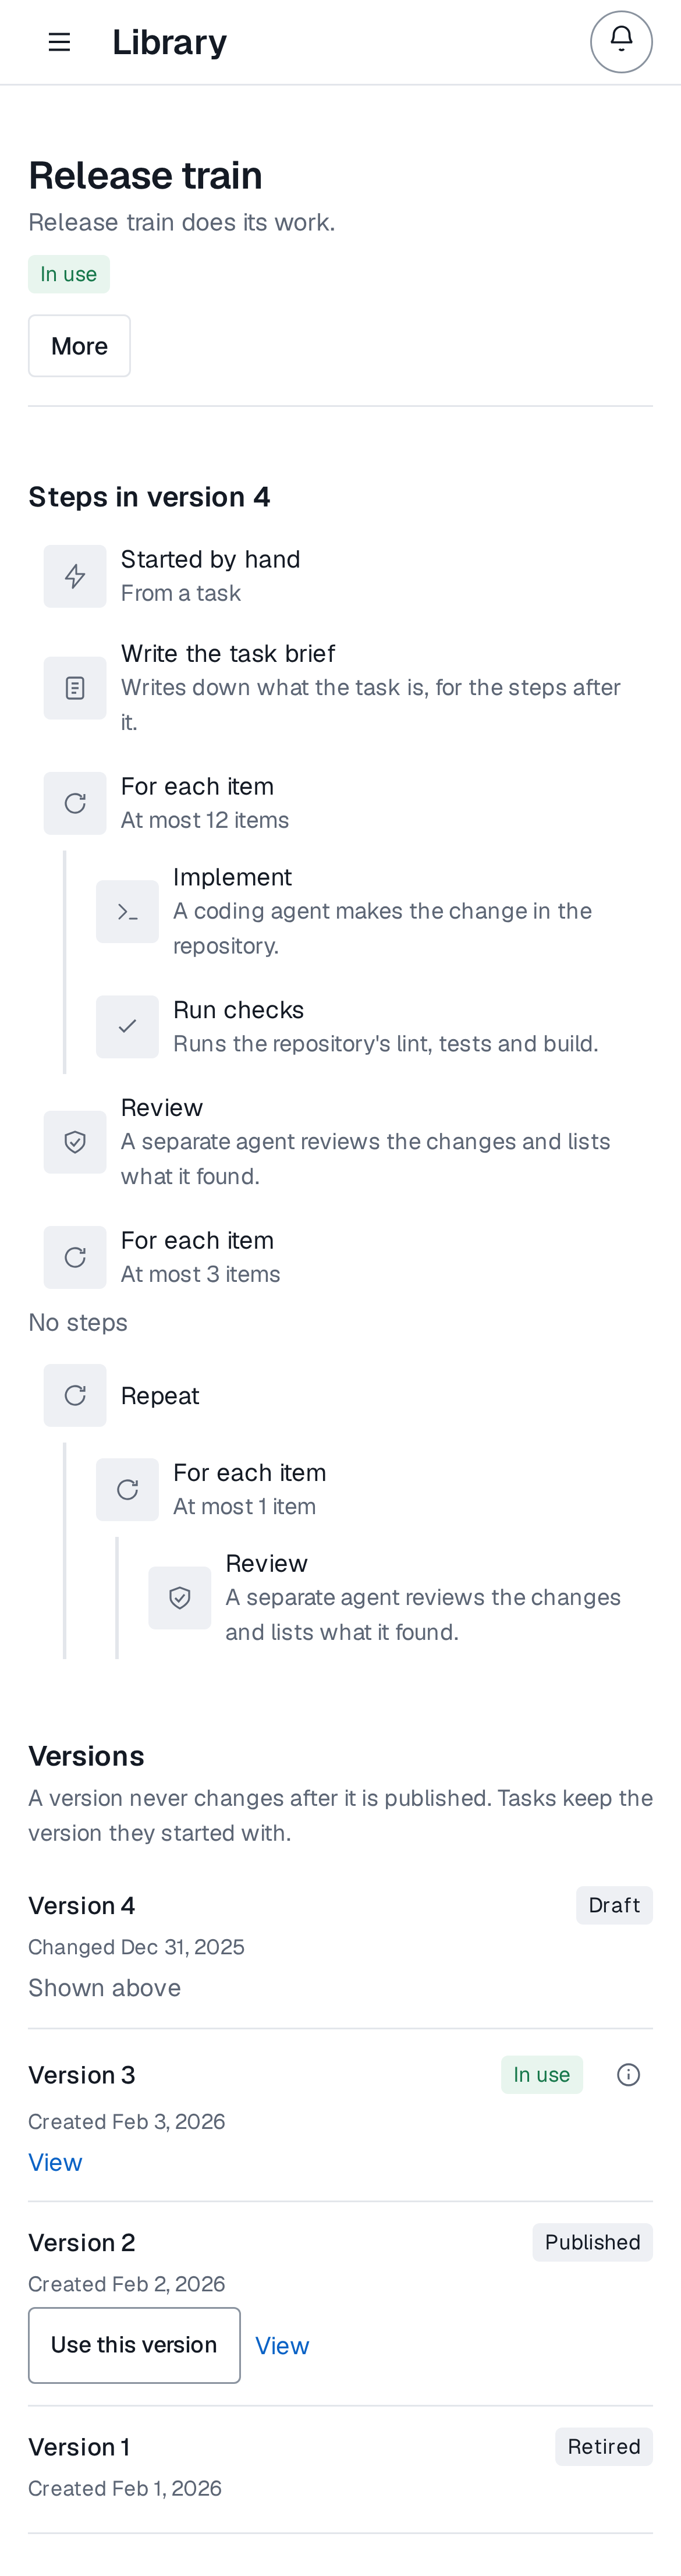 Library
Release train
Release train does its work.
In use
More
Steps in version 4
Started by hand
From a task
Write the task brief
Writes down what the task is, for the steps after
it.
For each item
At most 12 items
Implement
A coding agent makes the change in the
repository.
Run checks
Runs the repository's lint, tests and build.
Review
A separate agent reviews the changes and lists
what it found.
For each item
At most 3 items
No steps
Repeat
For each item
At most 1 item
Review
A separate agent reviews the changes
and lists what it found.
Versions
A version never changes after it is published. Tasks keep the
version they started with.
Version 4
Draft
Changed Dec 31, 2025
Shown above
Version 3
In use
Created Feb 3, 2026
View
Version 2
Published
Created Feb 2, 2026
Use this version
View
Version 1
Retired
Created Feb 1, 2026